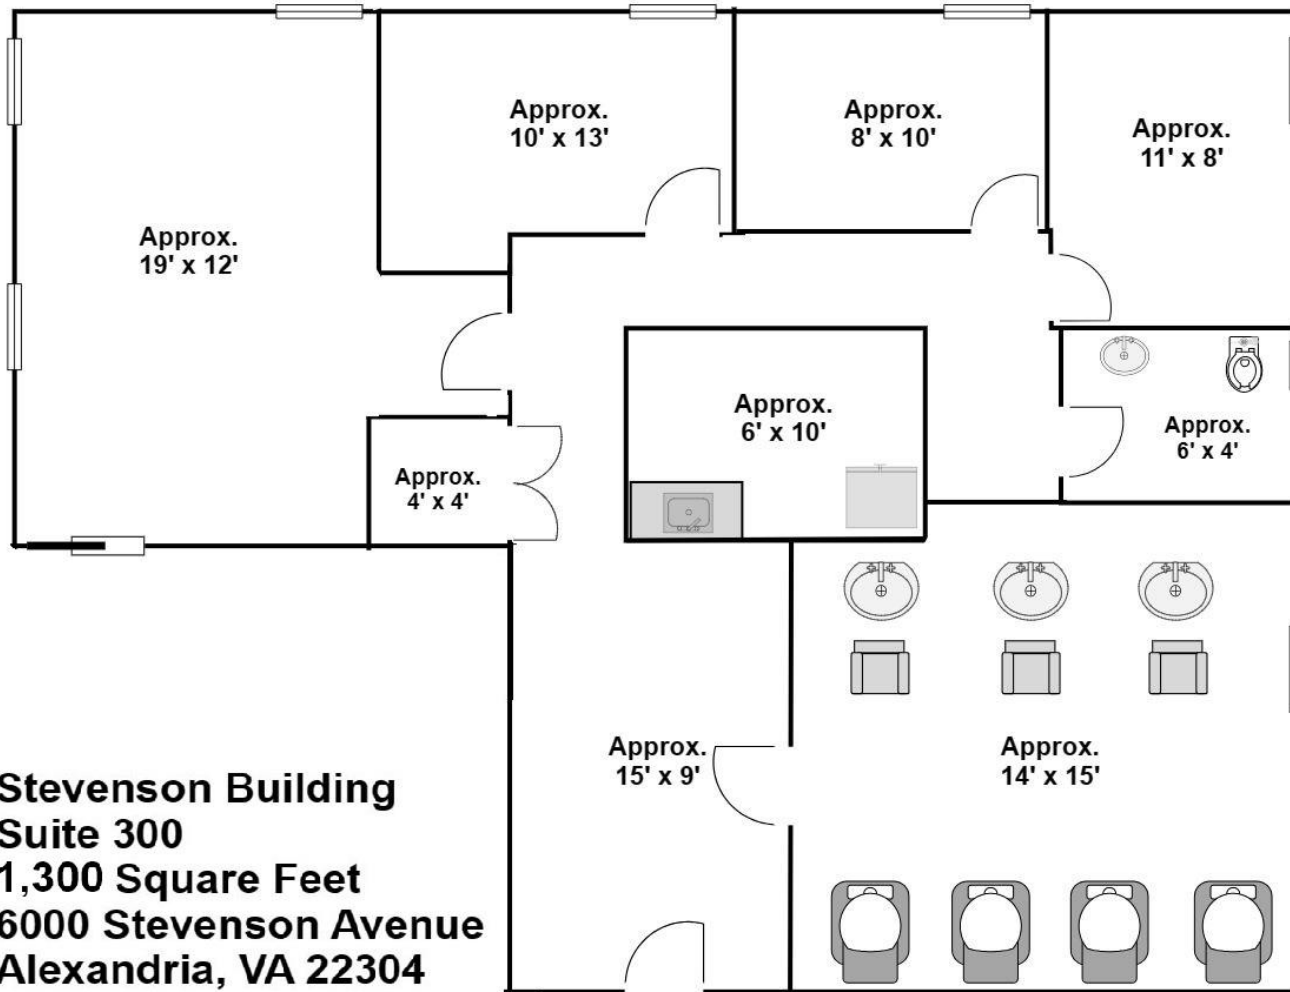 Approx.
10' x 13'
Approx.
8' x 10'
Approx.
11' x 8'
Approx.
19' x 12'
Approx.
6' x 10'
Approx.
6' x 4'
Approx.
4' x 4'
Approx.
15' x 9'
Approx.
14' x 15'
Stevenson Building
Suite 300
1,300 Square Feet
6000 Stevenson Avenue
Alexandria, VA 22304